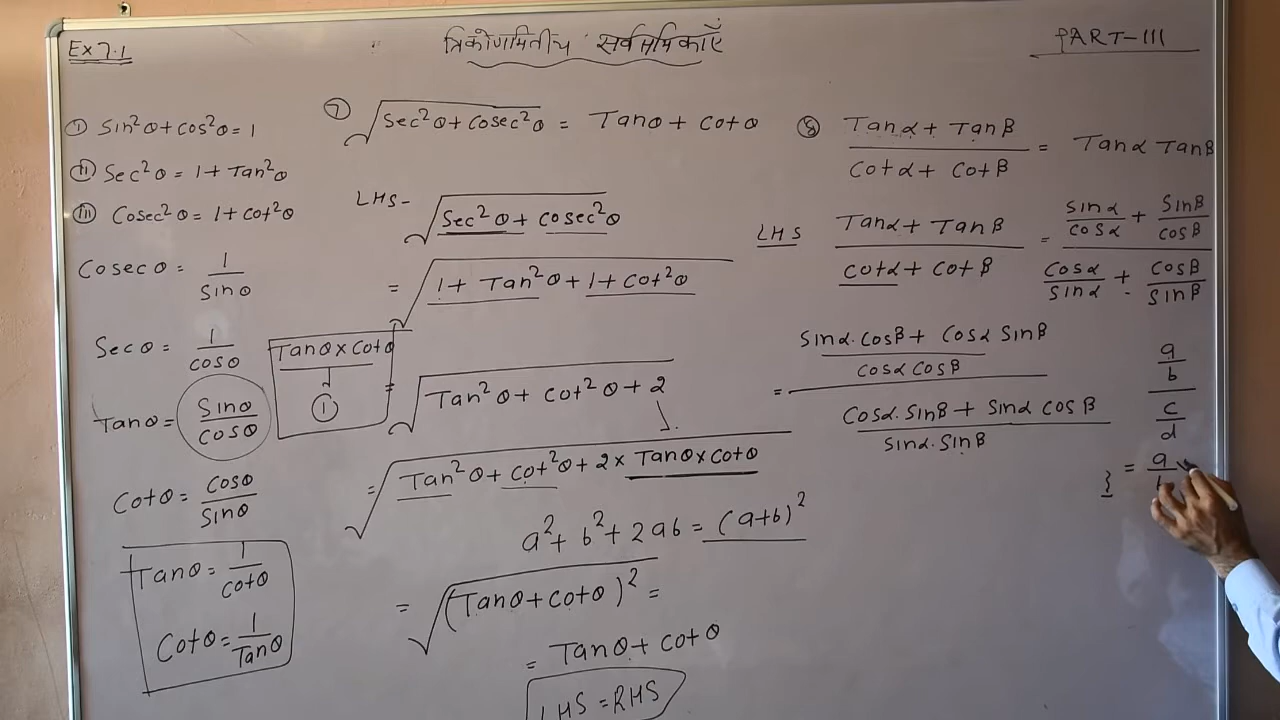 Ex 7.1
त्रिकोणमितीय सर्वसमिकाएँ
PART-III
① Sin²θ + cos²θ = 1
② Sec²θ = 1 + Tan²θ
③ Cosec²θ = 1 + cot²θ
Cosecθ = 1/Sinθ
Secθ = 1/cosθ
Tanθ = Sinθ/cosθ
Cotθ = cosθ/Sinθ
Tanθ = 1/cotθ
Cotθ = 1/Tanθ
Tanθ × Cotθ
①
⑦ √(Sec²θ + Cosec²θ) = Tanθ + Cotθ
LHS - √(Sec²θ + Cosec²θ)
= √(1 + Tan²θ + 1 + Cot²θ)
= √(Tan²θ + Cot²θ + 2)
= √(Tan²θ + cot²θ + 2 × Tanθ × Cotθ)
a² + b² + 2ab = (a+b)²
= √(Tanθ + cotθ)² =
= Tanθ + cotθ
LHS = RHS
⑧ (Tanα + Tanβ)/(Cotα + Cotβ) = Tanα Tanβ
LHS (Tanα + Tanβ)/(Cotα + Cotβ) = (Sinα/cosα + Sinβ/cosβ)/(Cosα/Sinα + CosB/SinB)
= ((Sinα.cosβ + Cosα Sinβ)/(cosα cosβ))/((Cosα.Sinβ + Sinα cosβ)/(Sinα.Sinβ))
(a/b)/(c/d)
= a